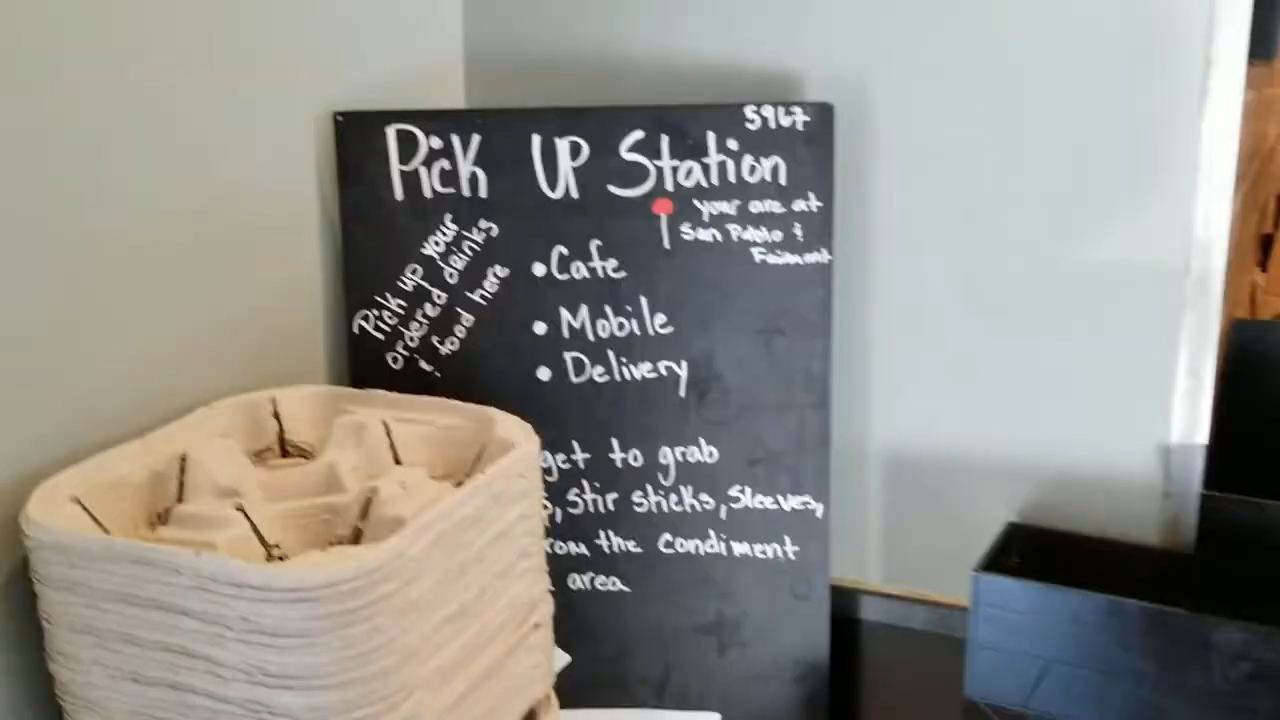 5967
Pick UP Station
your are at
San Pablo &
Fairmont
Pick up your
ordered drinks
& food here
• Cafe
• Mobile
• Delivery
get to grab
, stir sticks, Sleeves,
rom the condiment
area